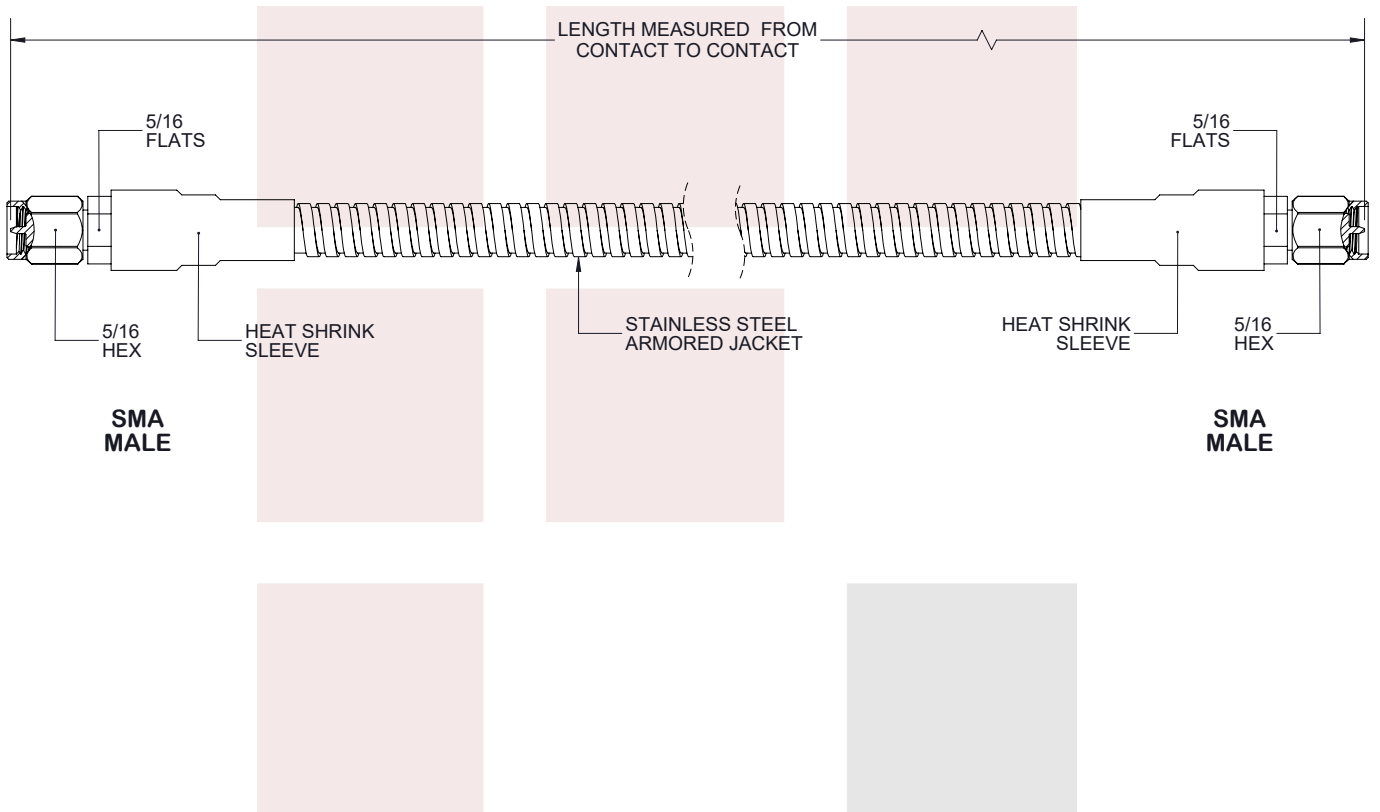 LENGTH MEASURED FROM
CONTACT TO CONTACT
5/16
FLATS
5/16
FLATS
5/16
HEX
HEAT SHRINK
SLEEVE
STAINLESS STEEL
ARMORED JACKET
HEAT SHRINK
SLEEVE
5/16
HEX
SMA
MALE
SMA
MALE